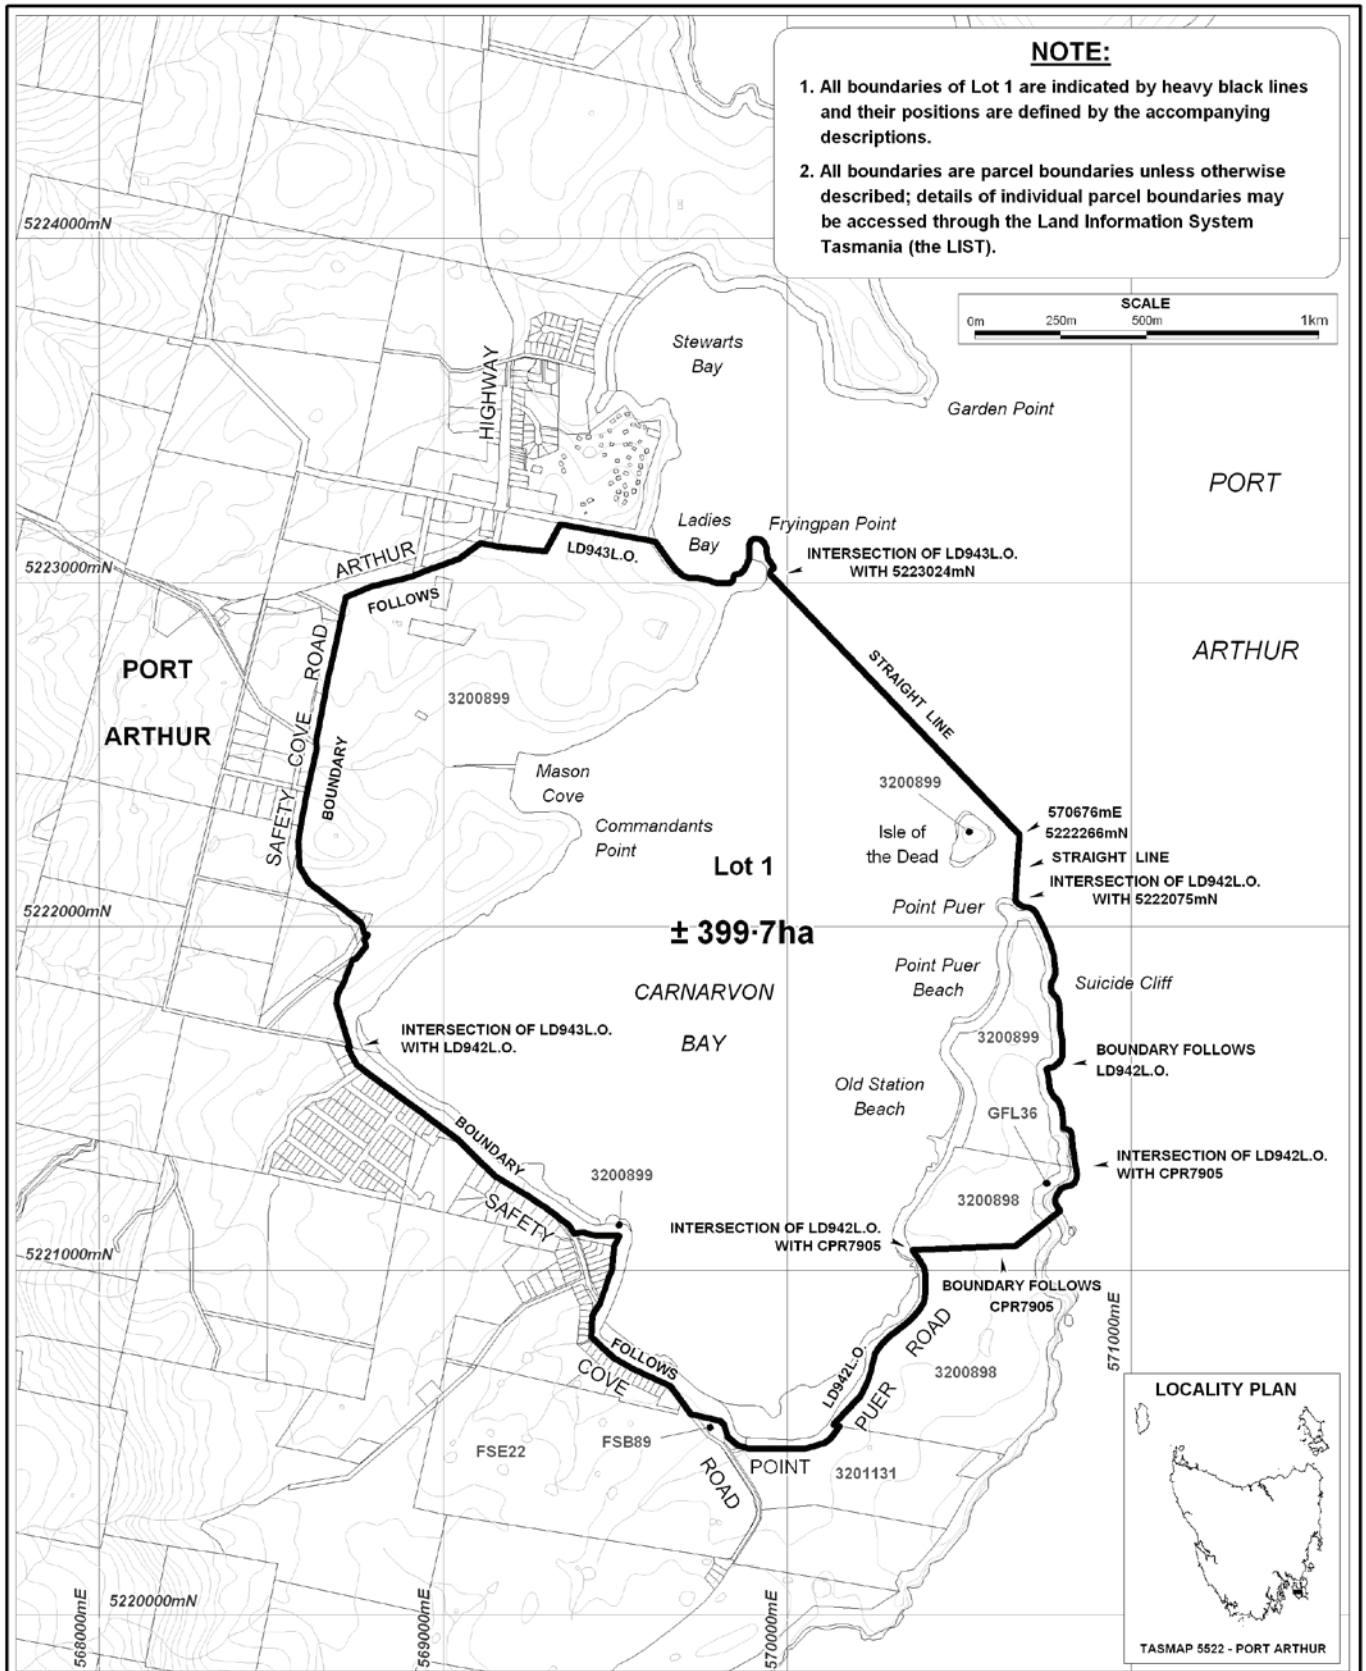 NOTE:
1. All boundaries of Lot 1 are indicated by heavy black lines
and their positions are defined by the accompanying
descriptions.
2. All boundaries are parcel boundaries unless otherwise
described; details of individual parcel boundaries may
be accessed through the Land Information System
Tasmania (the LIST).
5224000mN
SCALE
0m 250m 500m 1km
Stewarts
Bay
HIGHWAY
Garden Point
PORT
Ladies
Bay
Fryingpan Point
ARTHUR
LD943L.O.
INTERSECTION OF LD943L.O.
WITH 5223024mN
5223000mN
FOLLOWS
ROAD
PORT
ARTHUR
STRAIGHT LINE
ARTHUR
3200899
COVE
BOUNDARY
SAFETY
Mason
Cove
3200899
Commandants
Point
Isle of
the Dead
570676mE
5222266mN
STRAIGHT LINE
Lot 1
INTERSECTION OF LD942L.O.
WITH 5222075mN
5222000mN
Point Puer
± 399·7ha
Point Puer
Beach
Suicide Cliff
CARNARVON
BAY
INTERSECTION OF LD943L.O.
WITH LD942L.O.
3200899
BOUNDARY FOLLOWS
LD942L.O.
Old Station
Beach
GFL36
BOUNDARY
INTERSECTION OF LD942L.O.
WITH CPR7905
3200899
3200898
SAFETY
INTERSECTION OF LD942L.O.
WITH CPR7905
5221000mN
BOUNDARY FOLLOWS
CPR7905
571000mE
ROAD
FOLLOWS
COVE
LD942L.O.
3200898
PUER
LOCALITY PLAN
FSB89
FSE22
POINT
3201131
ROAD
568000mE
5220000mN
569000mE
570000mE
TASMAP 5522 - PORT ARTHUR